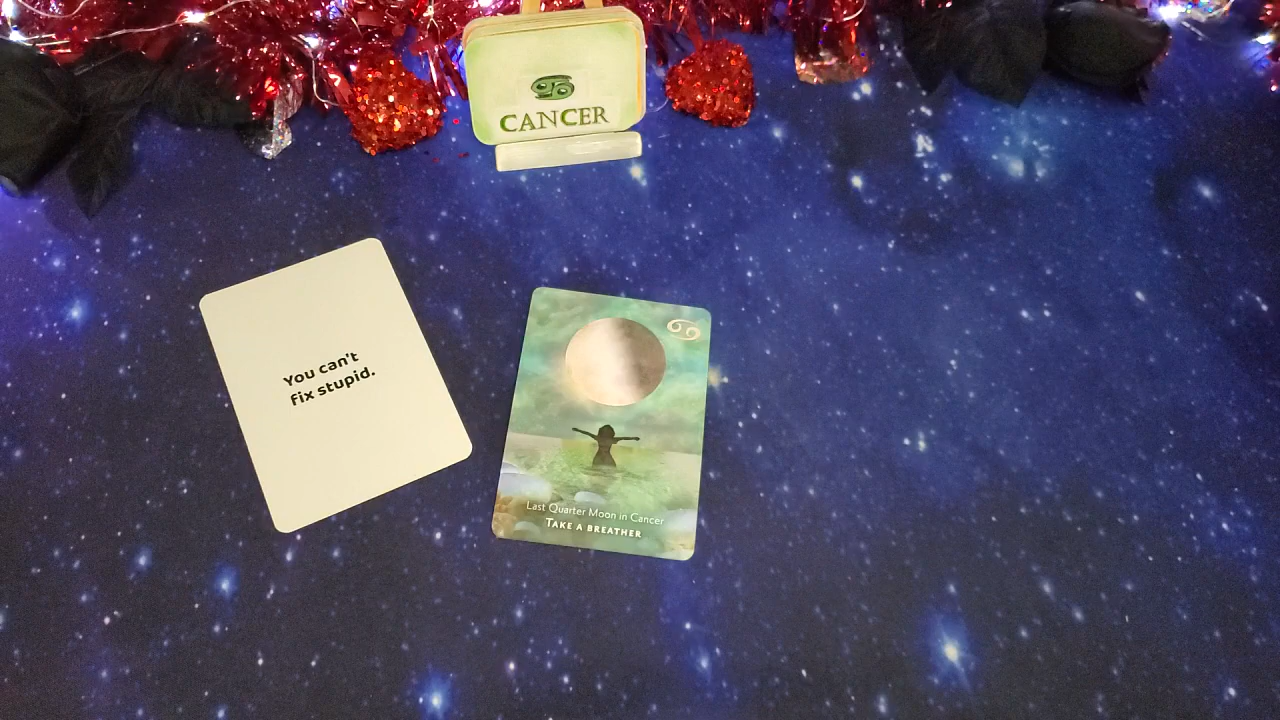 CANCER
You can't
fix stupid.
Last Quarter Moon in Cancer
TAKE A BREATHER